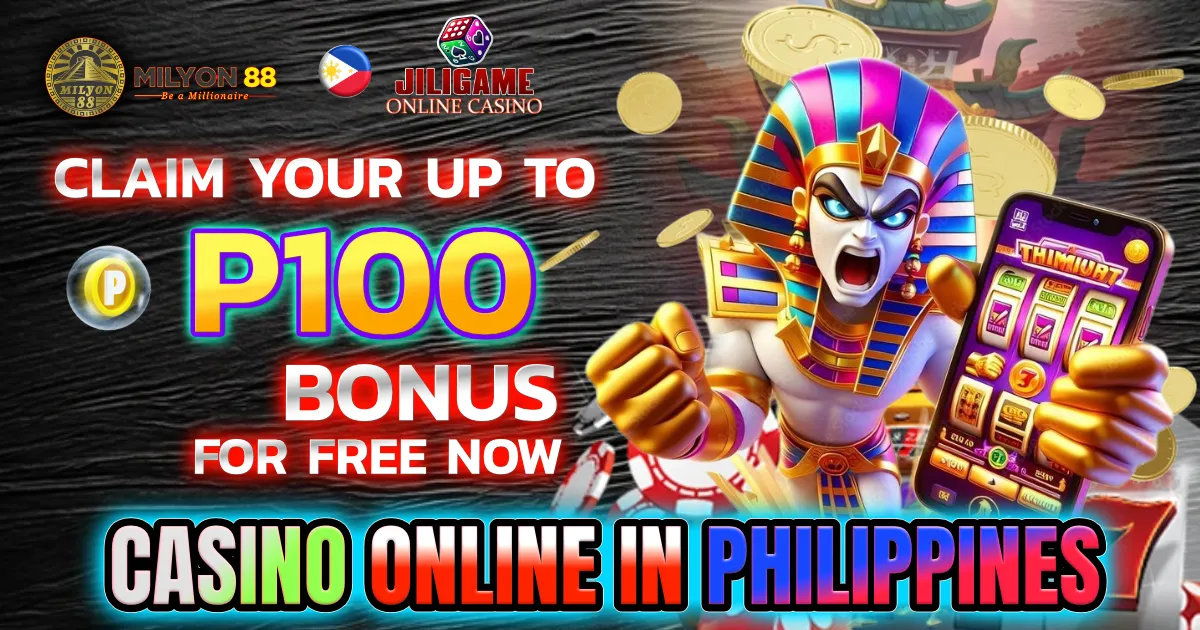 MILYON 88
Be a Millionaire
MILYON
88
JILIGAME
ONLINE CASINO
CLAIM YOUR UP TO
P
P100
BONUS
FOR FREE NOW
THIMIURT
7
CASINO ONLINE IN PHILIPPINES